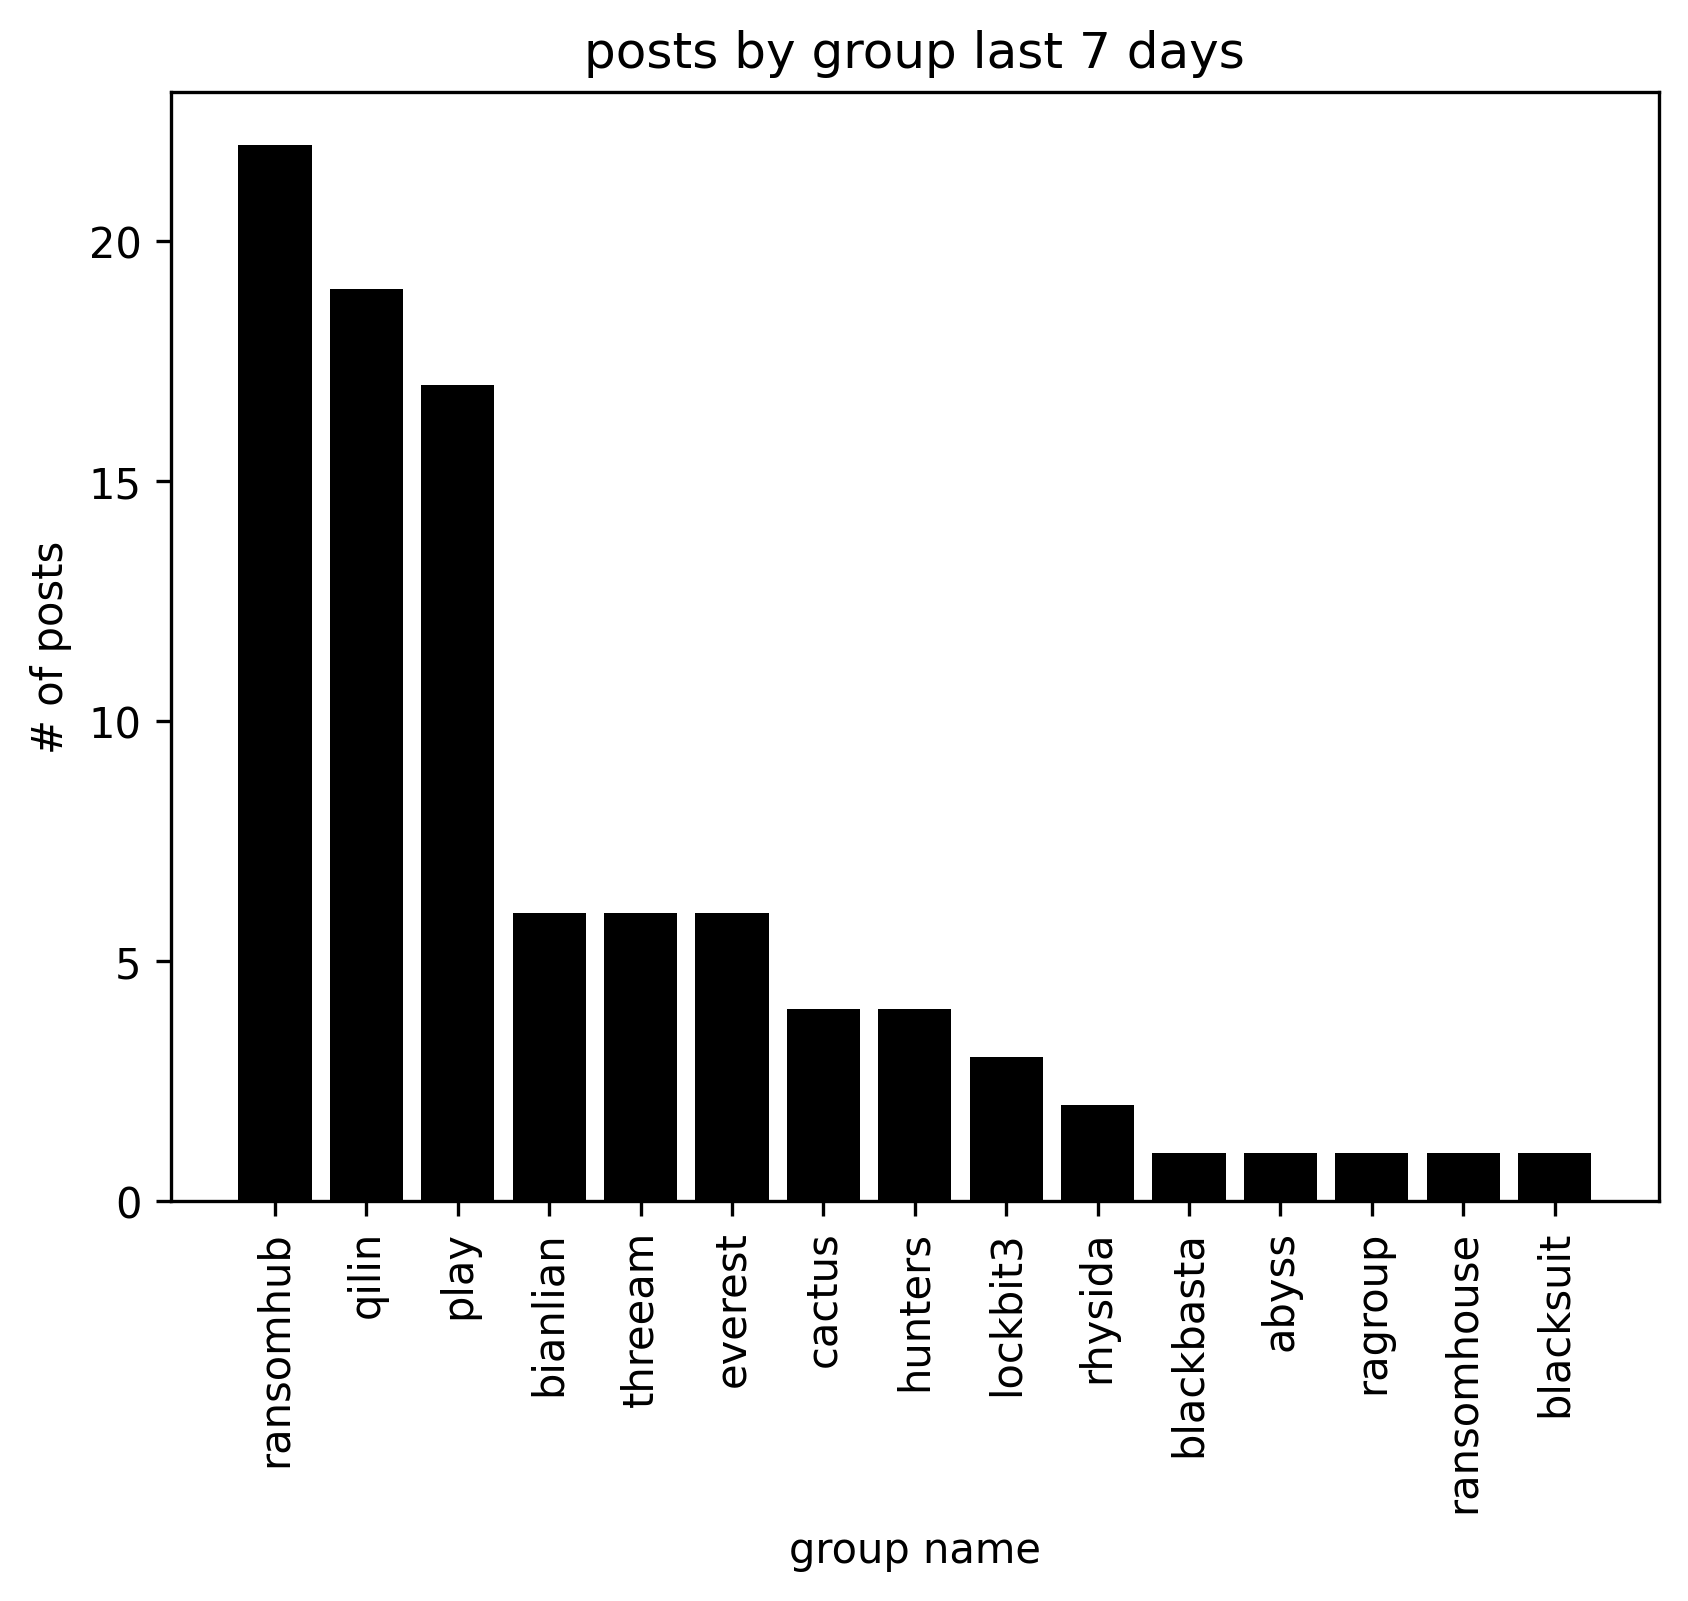 posts by group last 7 days
# of posts
20
15
10
5
0
ransomhub
qilin
play
bianlian
threeam
everest
cactus
hunters
lockbit3
rhysida
blackbasta
abyss
ragroup
ransomhouse
blacksuit
group name